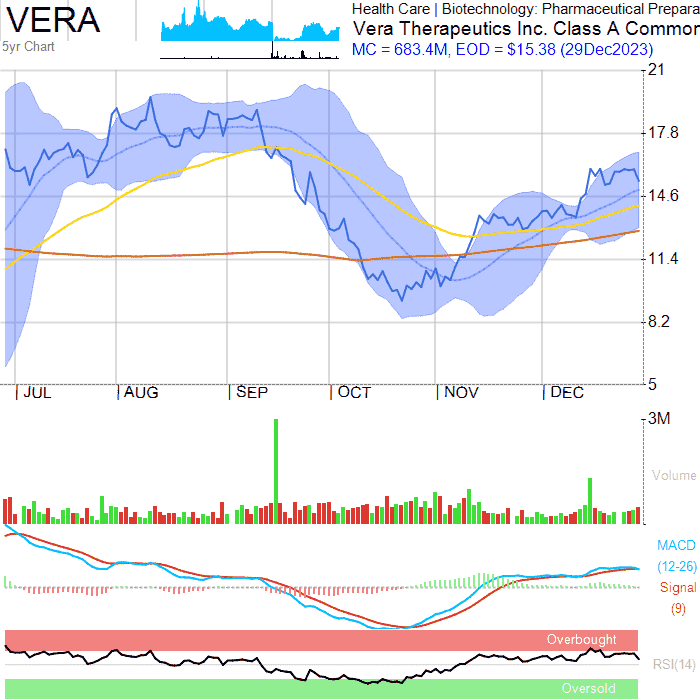 VERA
5yr Chart
Health Care | Biotechnology: Pharmaceutical Prepara
Vera Therapeutics Inc. Class A Common
MC = 683.4M, EOD = $15.38 (29Dec2023)
21
17.8
14.6
11.4
8.2
5
JUL AUG SEP OCT NOV DEC
3M
Volume
MACD
(12-26)
Signal
(9)
Overbought
RSI(14)
Oversold